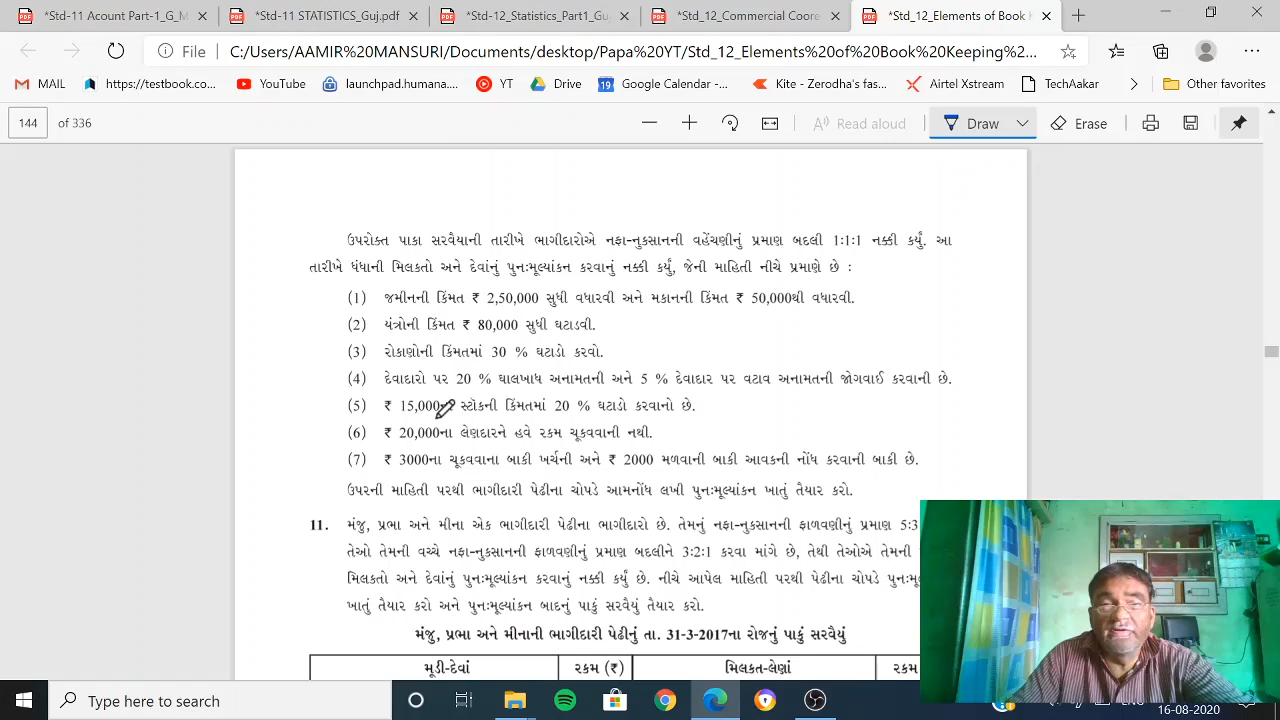 *Std-11 Acount Part-1_G_M
*Std-11 STATISTICS_GUJ.pdf
*Std-12_Statistics_Part1_Gu
*Std_12_Commercial Corre
*Std_12_Elements of Book K
File C:/Users/AAMIR%20MANSURI/Documents/desktop/Papa%20YT/Std_12_Elements%20of%20Book%20Keeping%2...
MAIL https://testbook.co... YouTube launchpad.humana... YT Drive Google Calendar -... Kite - Zerodha's fas... Airtel Xstream TechAakar Other favorites
144 of 336 Read aloud Draw Erase
ઉપરોક્ત પાકા સરવૈયાની તારીખે ભાગીદારોએ નફા-નુકસાનની વહેંચણીનું પ્રમાણ બદલી 1:1:1 નક્કી કર્યું. આ
તારીખે ધંધાની મિલકતો અને દેવાંનું પુનઃમૂલ્યાંકન કરવાનું નક્કી કર્યું, જેની માહિતી નીચે પ્રમાણે છે :
(1) જમીનની કિંમત ₹ 2,50,000 સુધી વધારવી અને મકાનની કિંમત ₹ 50,000થી વધારવી.
(2) યંત્રોની કિંમત ₹ 80,000 સુધી ઘટાડવી.
(3) રોકાણોની કિંમતમાં 30 % ઘટાડો કરવો.
(4) દેવાદારો પર 20 % ઘાલખાધ અનામતની અને 5 % દેવાદાર પર વટાવ અનામતની જોગવાઈ કરવાની છે.
(5) ₹ 15,000ના સ્ટૉકની કિંમતમાં 20 % ઘટાડો કરવાનો છે.
(6) ₹ 20,000ના લેણદારને હવે રકમ ચૂકવવાની નથી.
(7) ₹ 3000ના ચૂકવવાના બાકી ખર્ચની અને ₹ 2000 મળવાની બાકી આવકની નોંધ કરવાની બાકી છે.
ઉપરની માહિતી પરથી ભાગીદારી પેઢીના ચોપડે આમનોંધ લખી પુનઃમૂલ્યાંકન ખાતું તૈયાર કરો.
11. મંજુ, પ્રભા અને મીના એક ભાગીદારી પેઢીના ભાગીદારો છે. તેમનું નફા-નુકસાનની ફાળવણીનું પ્રમાણ 5:3
તેઓ તેમની વચ્ચે નફા-નુકસાનની ફાળવણીનું પ્રમાણ બદલીને 3:2:1 કરવા માંગે છે, તેથી તેઓએ તેમની
મિલકતો અને દેવાંનું પુનઃમૂલ્યાંકન કરવાનું નક્કી કર્યું છે. નીચે આપેલ માહિતી પરથી પેઢીના ચોપડે પુનઃમૂલ
ખાતું તૈયાર કરો અને પુનઃમૂલ્યાંકન બાદનું પાકું સરવૈયું તૈયાર કરો.
મંજુ, પ્રભા અને મીનાની ભાગીદારી પેઢીનું તા. 31-3-2017ના રોજનું પાકું સરવૈયું
મૂડી-દેવાં રકમ (₹) મિલકત-લેણાં રકમ
Type here to search
16-08-2020